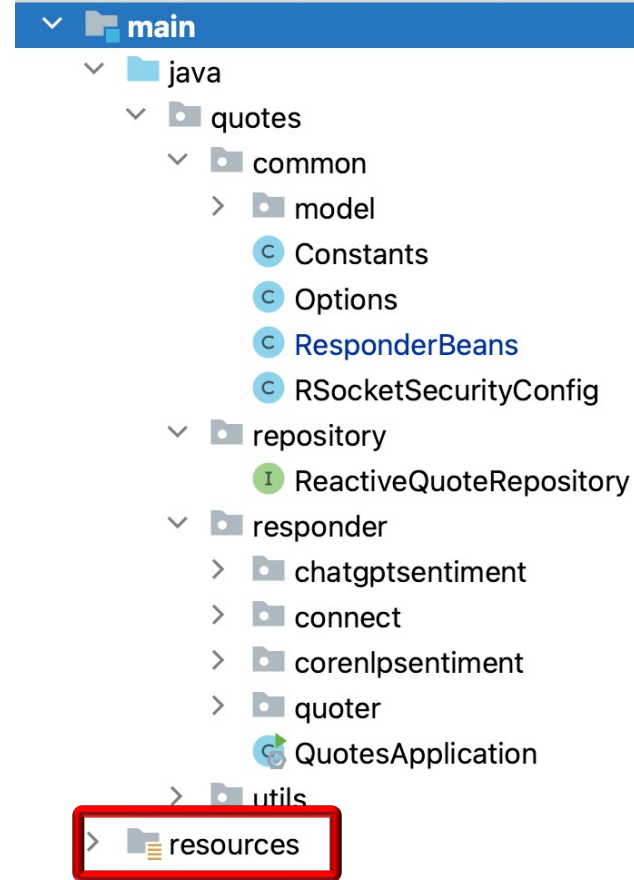 main
java
quotes
common
model
C Constants
C Options
C ResponderBeans
C RSocketSecurityConfig
repository
I ReactiveQuoteRepository
responder
chatgptsentiment
connect
corenlpsentiment
quoter
C QuotesApplication
utils
resources